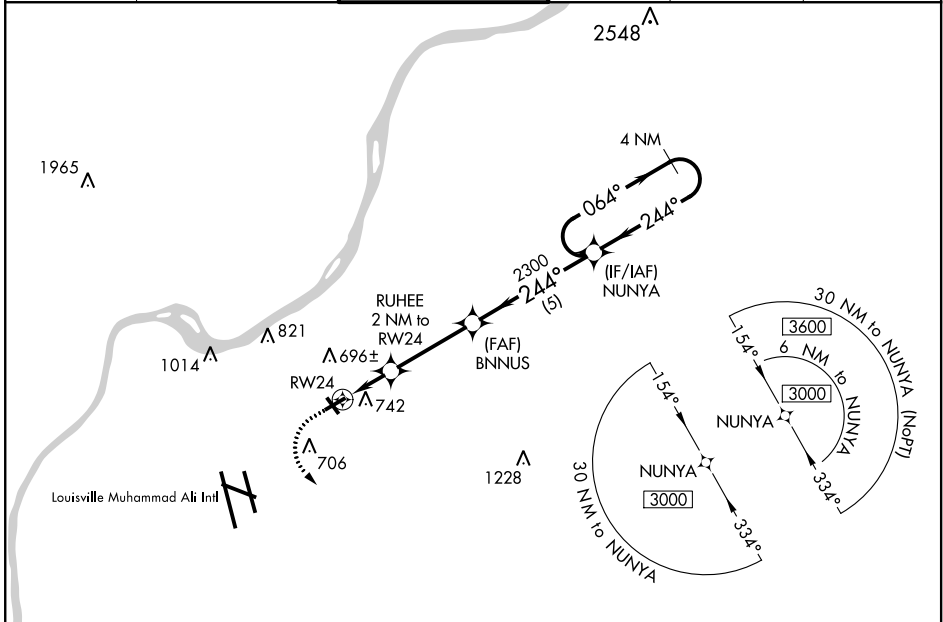 2548
1965
4 NM
064°
244°
(IF/IAF)
NUNYA
2300
244°
(5)
RUHEE
2 NM to
RW24
(FAF)
BNNUS
821
1014
696±
RW24
742
706
1228
Louisville Muhammad Ali Intl
30 NM to NUNYA (NoPT)
3600
154°
6 NM to NUNYA
3000
NUNYA
334°
154°
NUNYA
3000
334°
30 NM to NUNYA